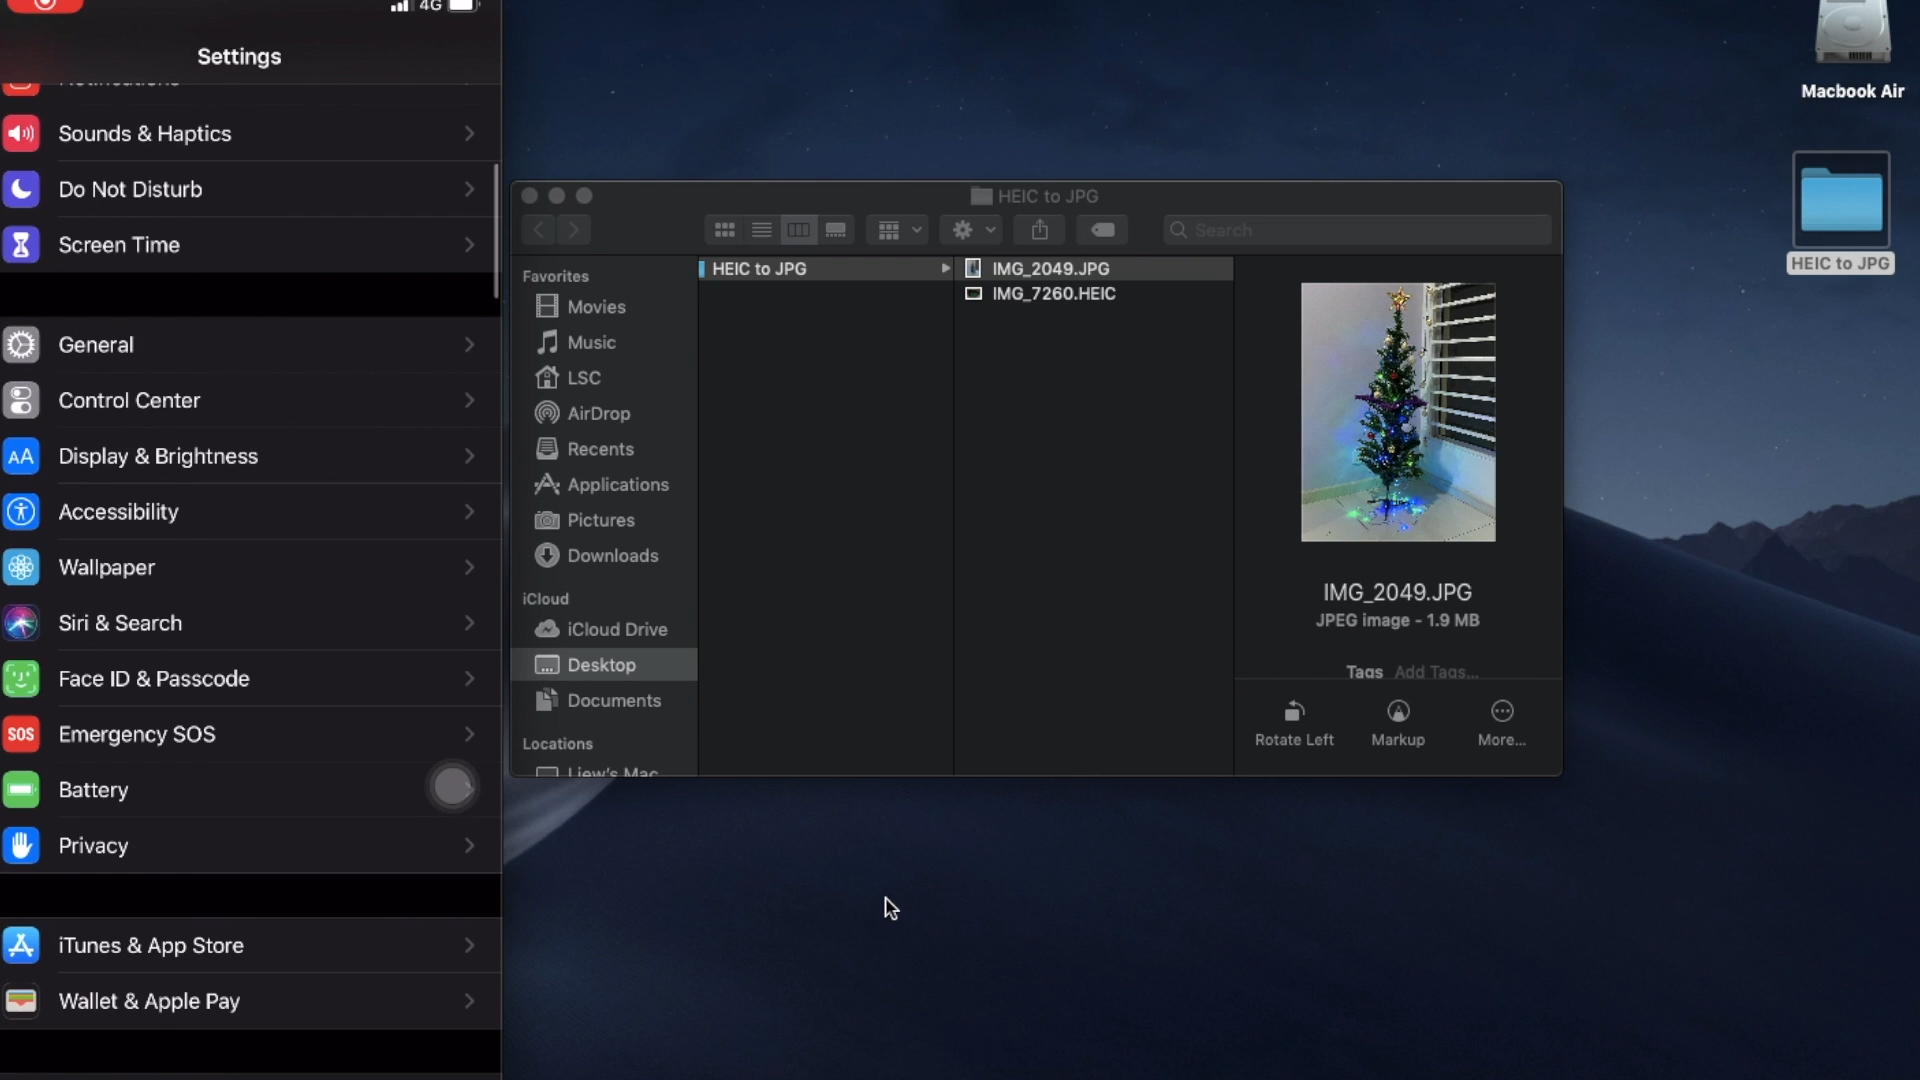 4G
Settings
Notifications
Sounds & Haptics
Do Not Disturb
Screen Time
General
Control Center
AA
Display & Brightness
Accessibility
Wallpaper
Siri & Search
Face ID & Passcode
SOS
Emergency SOS
Battery
Privacy
iTunes & App Store
Wallet & Apple Pay
HEIC to JPG
Search
Favorites
Movies
Music
LSC
AirDrop
Recents
Applications
Pictures
Downloads
iCloud
iCloud Drive
Desktop
Documents
Locations
Liew's Mac
HEIC to JPG
IMG_2049.JPG
IMG_7260.HEIC
IMG_2049.JPG
JPEG image - 1.9 MB
Tags Add Tags...
Rotate Left
Markup
More...
Macbook Air
HEIC to JPG